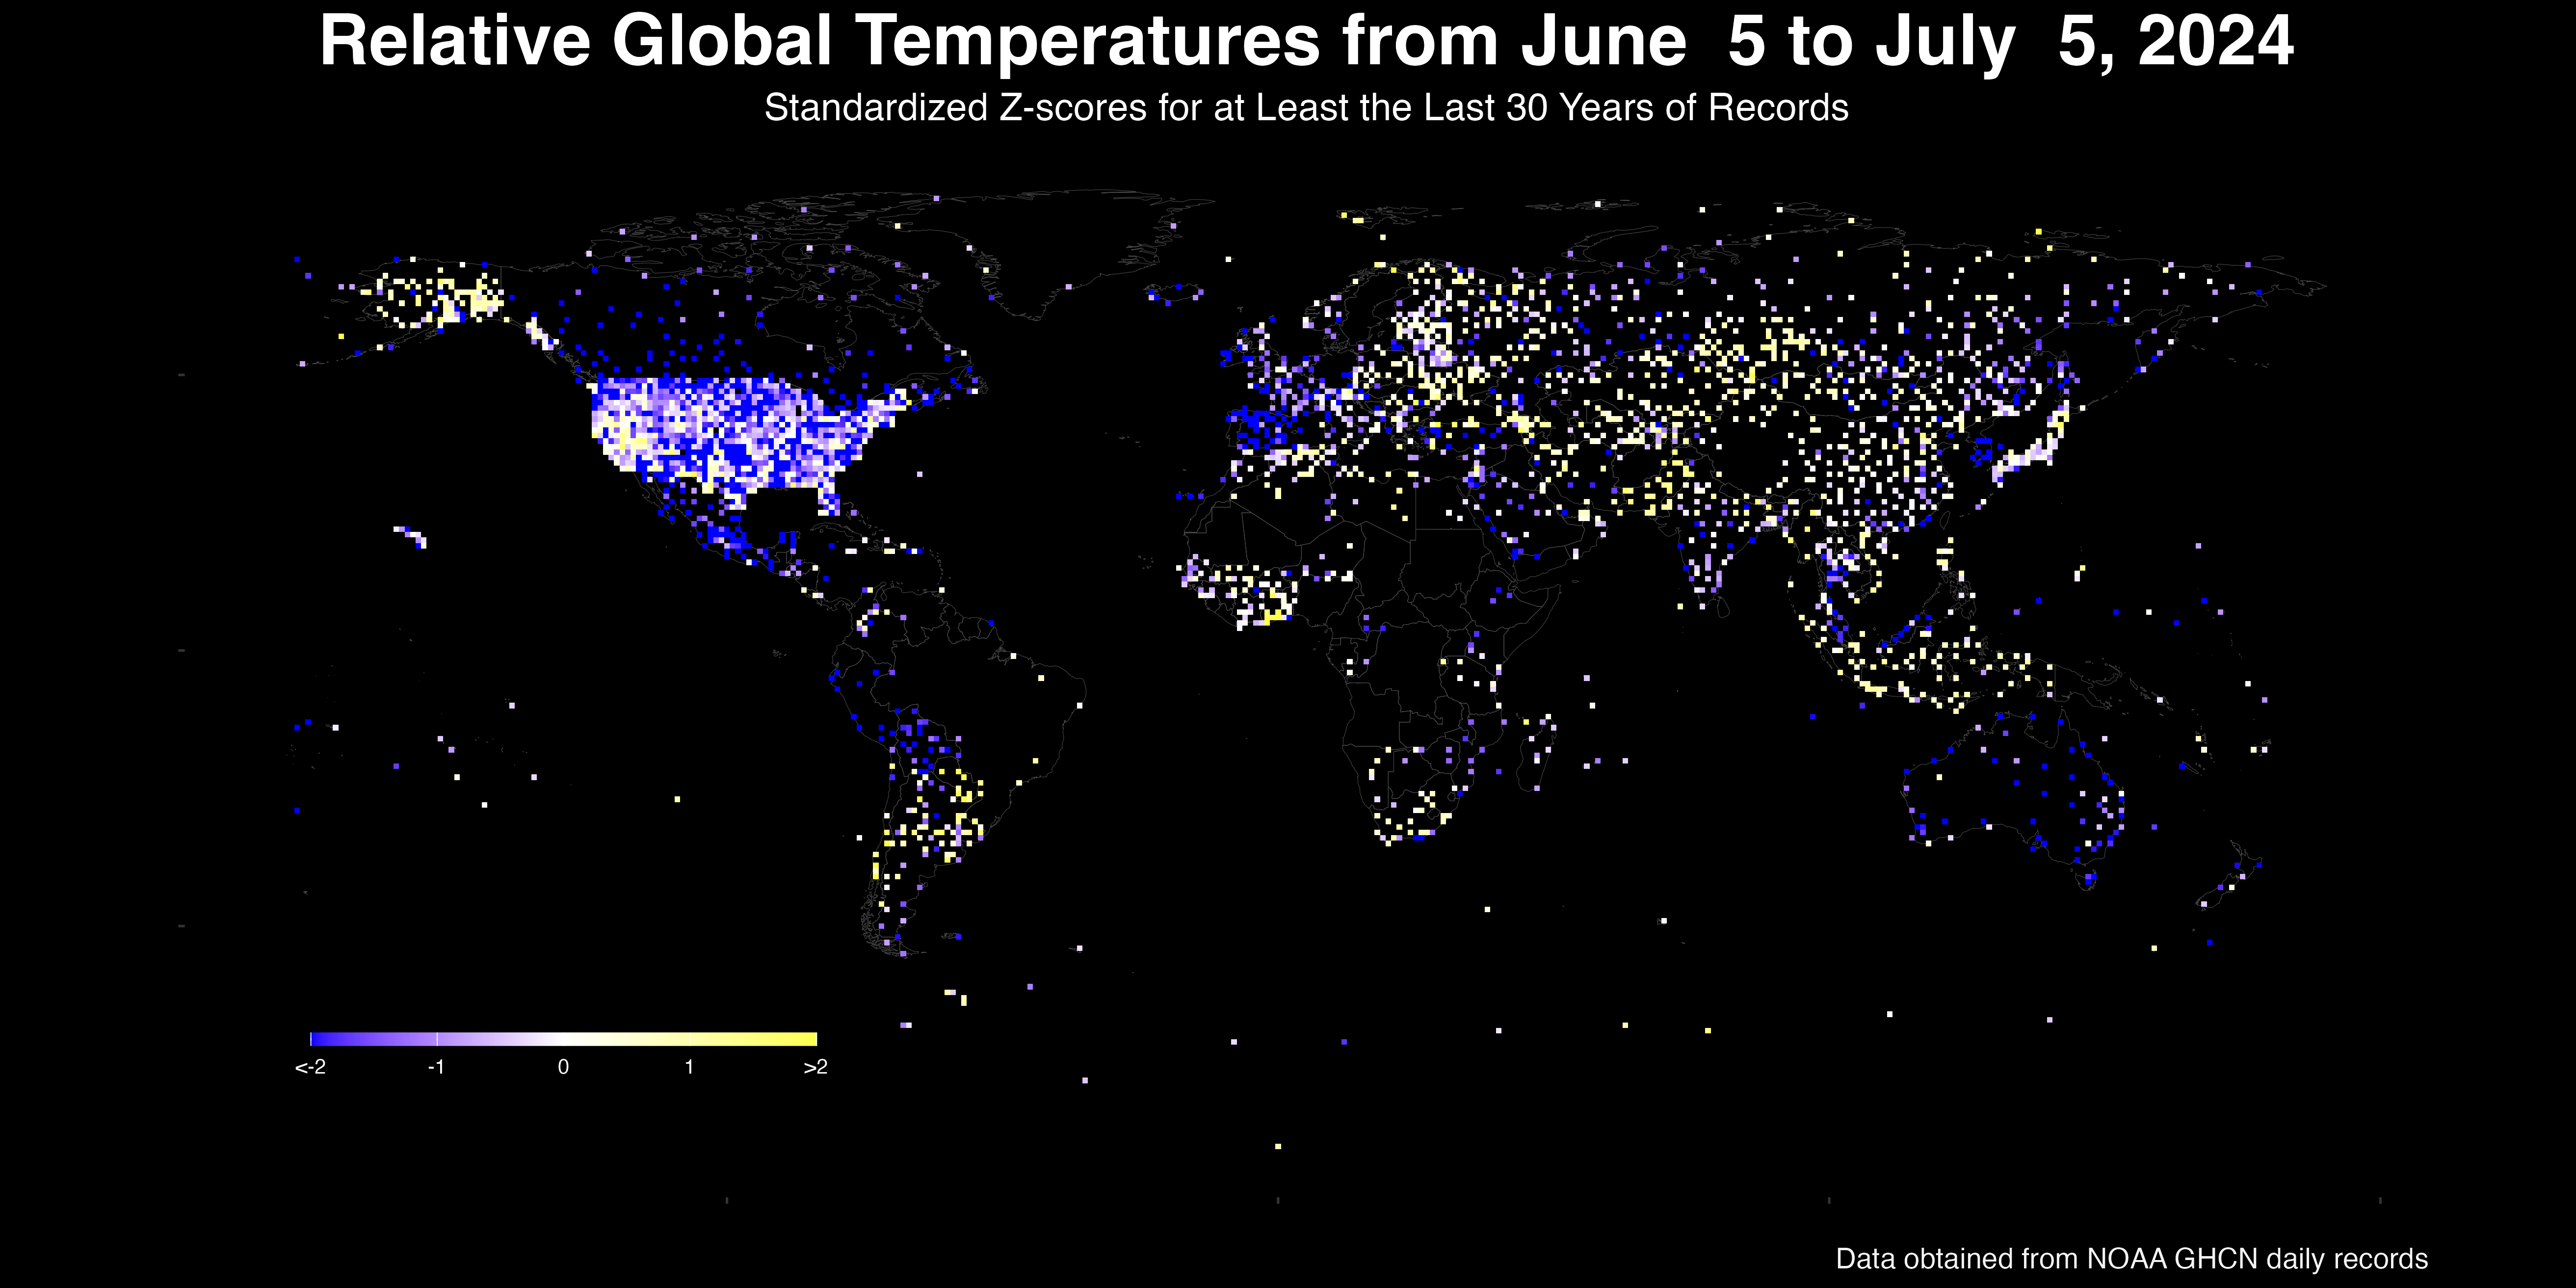 Relative Global Temperatures from June  5 to July  5, 2024
Standardized Z-scores for at Least the Last 30 Years of Records
<-2 -1 0 1 >2
Data obtained from NOAA GHCN daily records